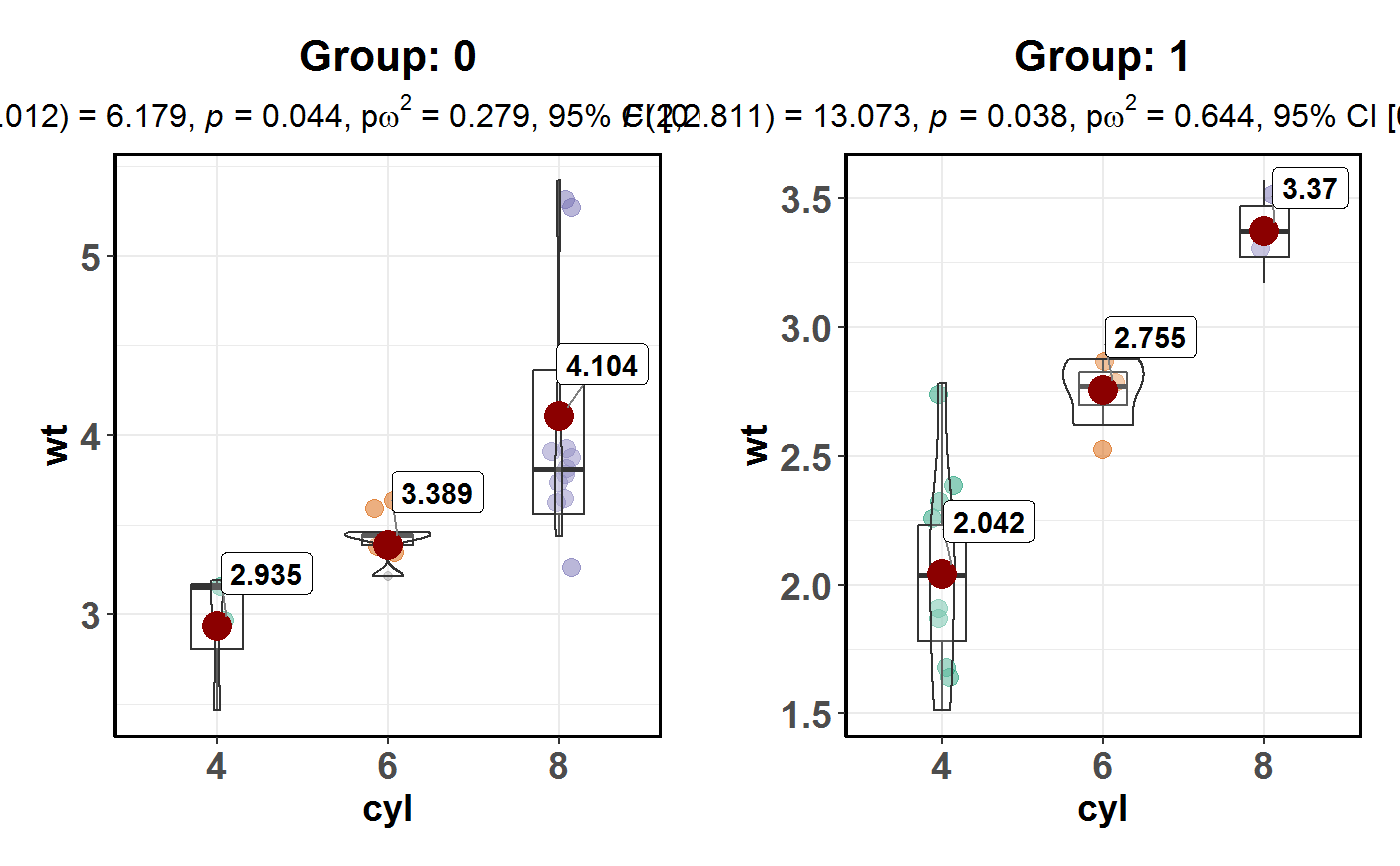 Group: 0
.012) = 6.179, p = 0.044, pω² = 0.279, 95% CI [0,
5
4
3
wt
2.935
3.389
4.104
4 6 8
cyl
Group: 1
2.811) = 13.073, p = 0.038, pω² = 0.644, 95% CI [
3.5
3.0
2.5
2.0
1.5
wt
2.042
2.755
3.37
4 6 8
cyl